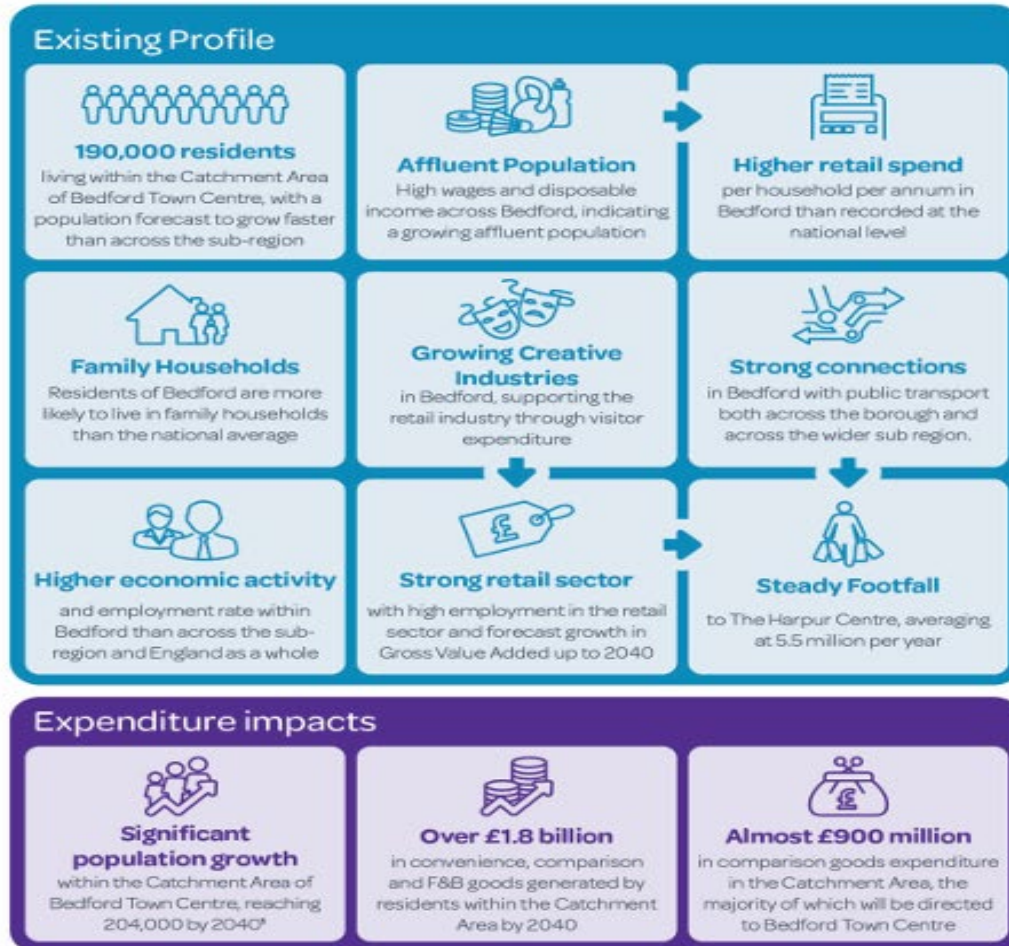 Existing Profile
190,000 residents
living within the Catchment Area
of Bedford Town Centre, with a
population forecast to grow faster
than across the sub-region
Affluent Population
High wages and disposable
income across Bedford, indicating
a growing affluent population
Higher retail spend
per household per annum in
Bedford than recorded at the
national level
Family Households
Residents of Bedford are more
likely to live in family households
than the national average
Growing Creative
Industries
in Bedford, supporting the
retail industry through visitor
expenditure
Strong connections
in Bedford with public transport
both across the borough and
across the wider sub region.
Higher economic activity
and employment rate within
Bedford than across the sub-
region and England as a whole
£
Strong retail sector
with high employment in the retail
sector and forecast growth in
Gross Value Added up to 2040
Steady Footfall
to The Harpur Centre, averaging
at 5.5 million per year
Expenditure impacts
Significant
population growth
within the Catchment Area of
Bedford Town Centre, reaching
204,000 by 2040
Over £1.8 billion
in convenience, comparison
and F&B goods generated by
residents within the Catchment
Area by 2040
£
Almost £900 million
in comparison goods expenditure
in the Catchment Area, the
majority of which will be directed
to Bedford Town Centre